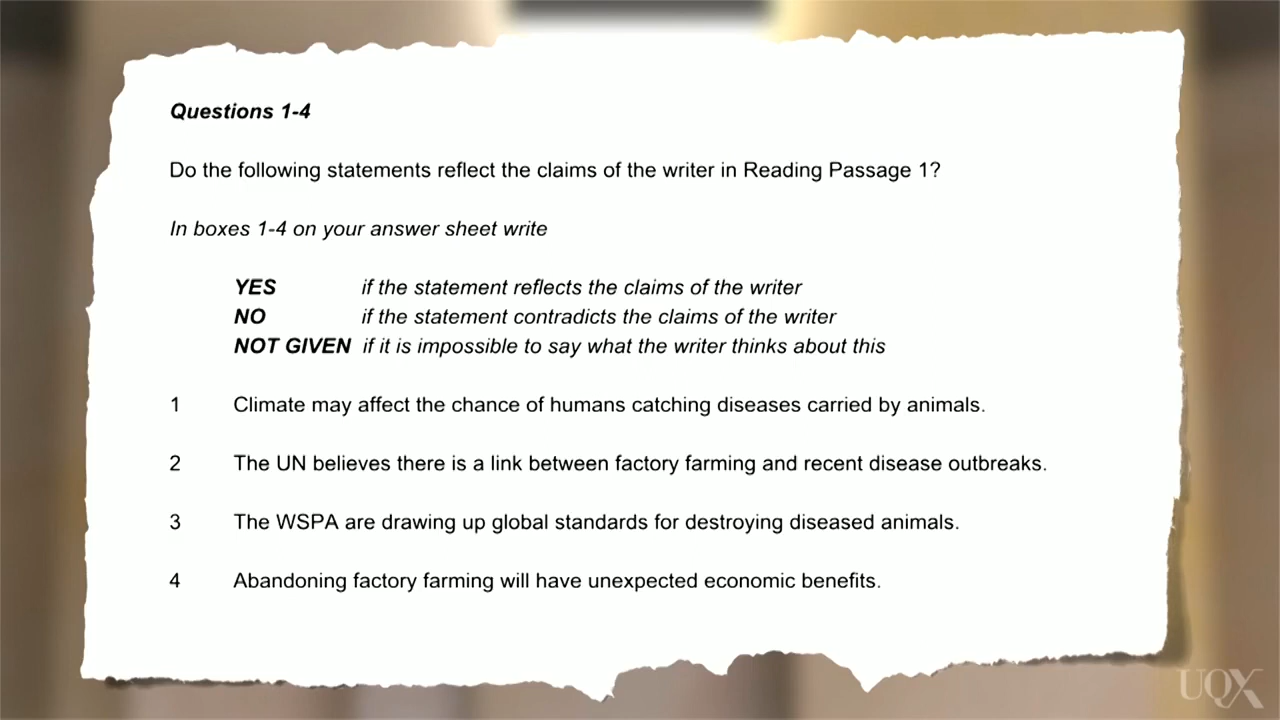 Questions 1-4
Do the following statements reflect the claims of the writer in Reading Passage 1?
In boxes 1-4 on your answer sheet write
YES if the statement reflects the claims of the writer
NO if the statement contradicts the claims of the writer
NOT GIVEN if it is impossible to say what the writer thinks about this
1 Climate may affect the chance of humans catching diseases carried by animals.
2 The UN believes there is a link between factory farming and recent disease outbreaks.
3 The WSPA are drawing up global standards for destroying diseased animals.
4 Abandoning factory farming will have unexpected economic benefits.
UQX